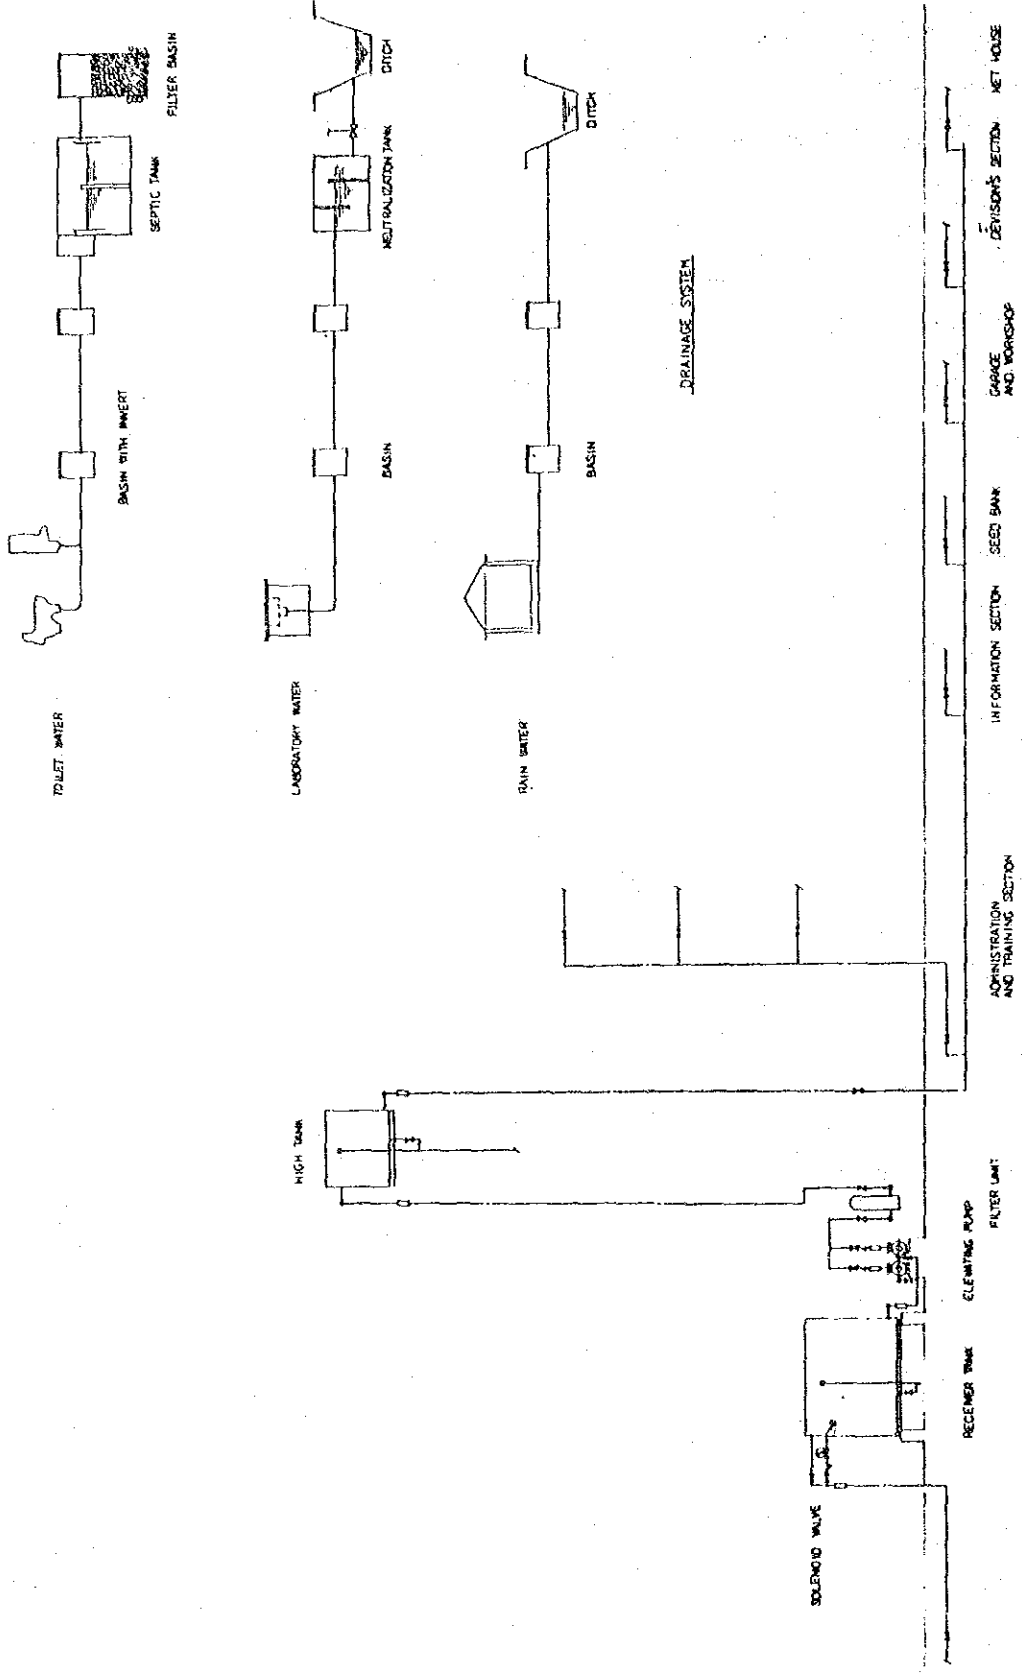 TOILET WATER
BASIN WITH INVERT
SEPTIC TANK
FILTER BASIN
LABORATORY WATER
BASIN
NEUTRALIZATION TANK
DITCH
RAIN WATER
BASIN
DITCH
DRAINAGE SYSTEM
HIGH TANK
SOLENOID VALVE
RECEIVER TANK
ELEVATING PUMP
FILTER UNIT
ADMINISTRATION
AND TRAINING SECTION
INFORMATION SECTION
SEED BANK
GARAGE
AND WORKSHOP
DEVISION'S SECTION
NET HOUSE